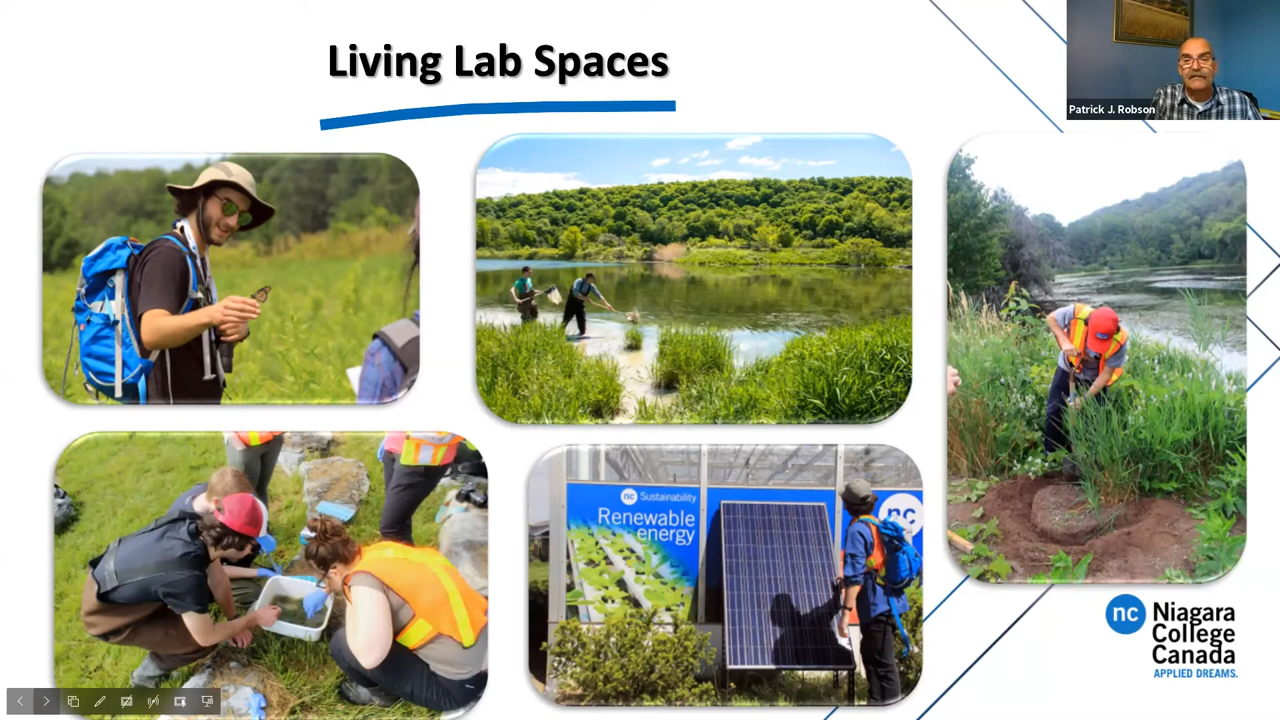 Living Lab Spaces
Patrick J. Robson
nc Sustainability
Renewable
energy
nc
nc Niagara
College
Canada
APPLIED DREAMS.